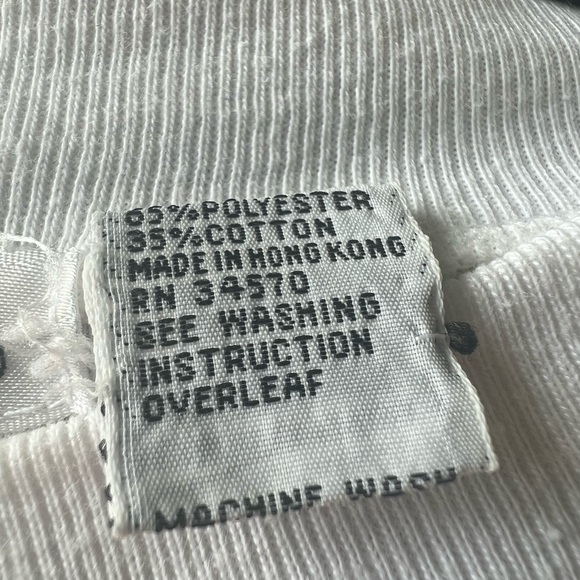 65% POLYESTER
35% COTTON
MADE IN HONG KONG
RN 34570
SEE WASHING
INSTRUCTION
OVERLEAF
MACHINE WASH